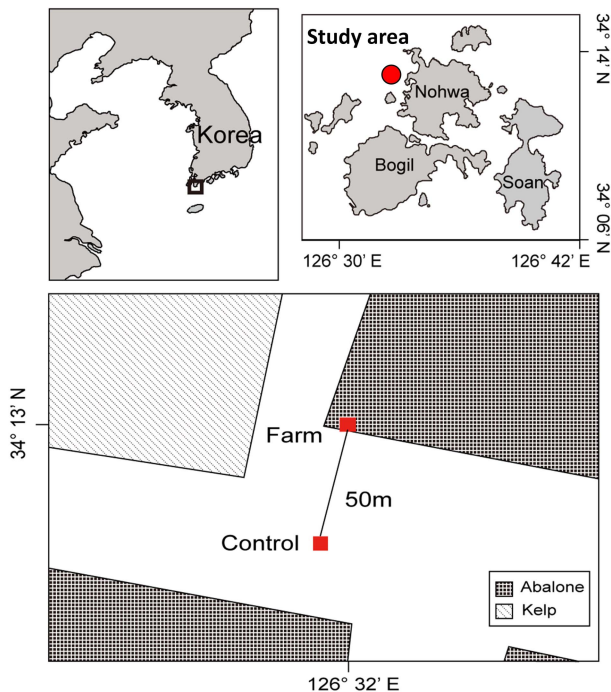 Korea
Study area
Nohwa
Bogil
Soan
34° 14' N
34° 06' N
126° 30' E
126° 42' E
34° 13' N
Farm
50m
Control
Abalone
Kelp
126° 32' E